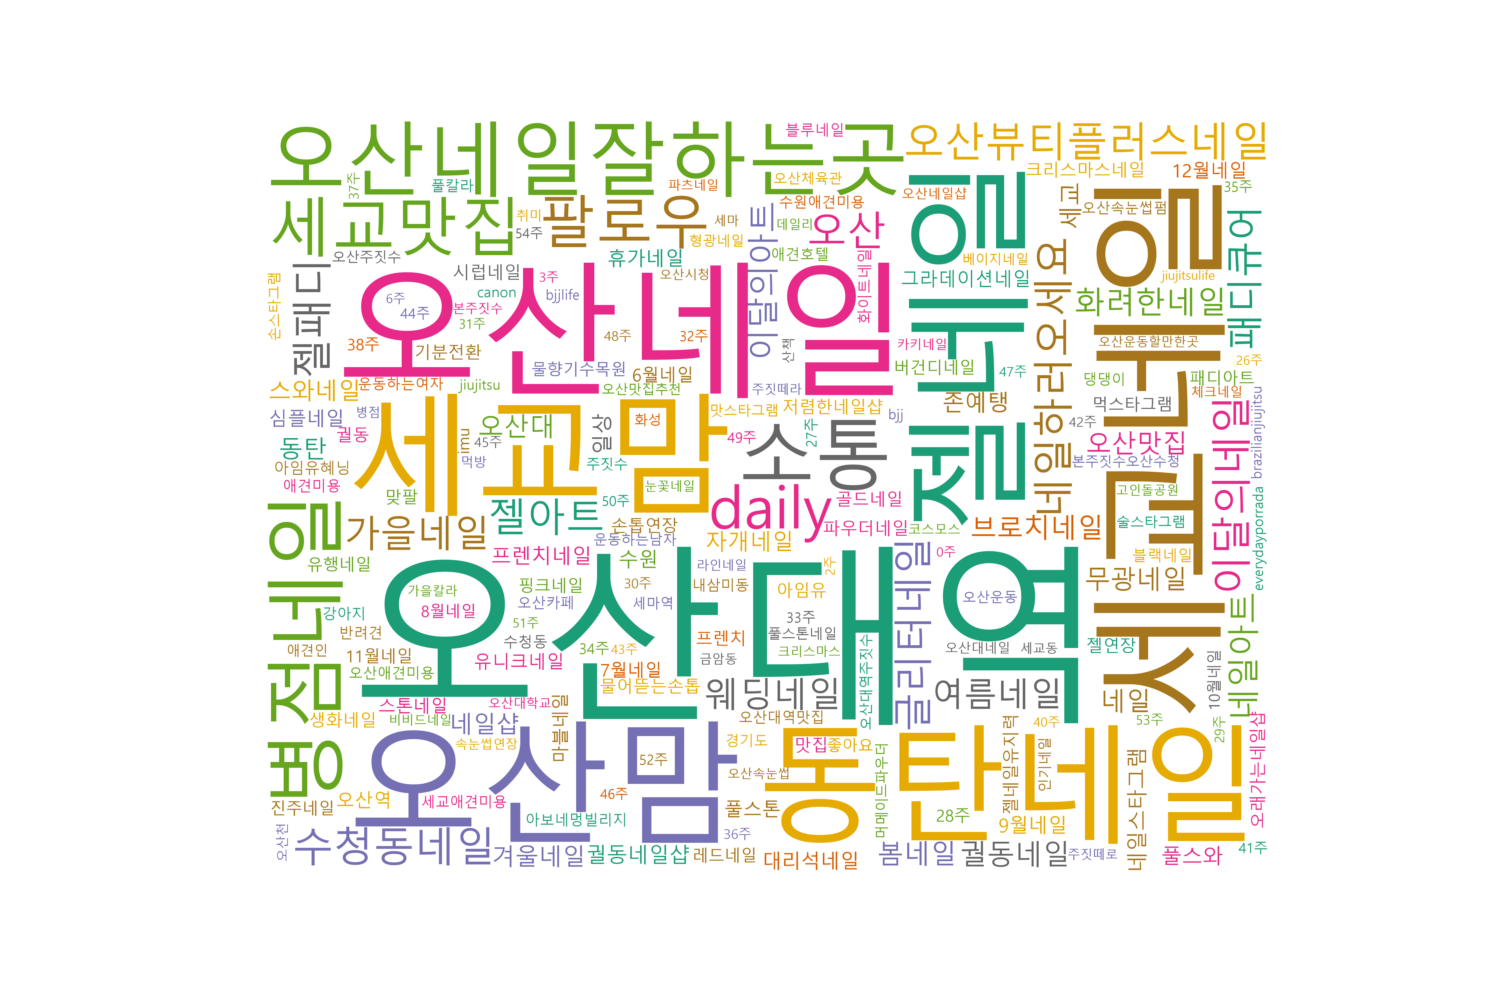 오산네일잘하는곳
블루네일
오산뷰티플러스네일
37주
풀칼라
파츠네일
오산체육관
크리스마스네일
12월네일
35주
세교맛집
취미
54주
팔로우
세마
수원애견미용
데일리
오산
오산네일샵
젤네일
세교
오산속눈썹펌
세교네일
패디큐어
오산주짓수
형광네일
이달의아트
애견호텔
베이지네일
손스타그램
젤패디
시럽네일
휴가네일
오산시청
화이트네일
그라데이션네일
jiujitsulife
canon
3주
bjjlife
6주
44주
본주짓수
31주
오산네일
화려한네일
네일하러오세요
38주
기분전환
48주
32주
산책
카키네일
오산운동할만한곳
물향기수목원
6월네일
버건디네일
47주
26주
스와네일
운동하는여자
jiujitsu
오산맛집추천
주짓떼라
댕댕이
패디아트
체크네일
심플네일
병점
세교맘
오산대
일상
화성
맛스타그램
저렴한네일샵
bjj
존예탱
먹스타그램
이달의네일
brazilianjiujitsu
궐동
imu
45주
49주
소통
27주
42주
오산맛집
동탄
먹방
주짓수
본주짓수오산수청
아임유혜닝
애견미용
맞팔
50주
눈꽃네일
daily
골드네일
고인돌공원
everydayporrada
젤아트
손톱연장
파우더네일
코스모스
브로치네일
술스타그램
병점네일
가을네일
운동하는남자
자개네일
0주
블랙네일
유행네일
프렌치네일
수원
라인네일
2주
오산대역
무광네일
가을칼라
핑크네일
30주
내삼미동
아임유
글리터네일
오산운동
강아지
8월네일
오산카페
세마역
33주
네일아트
반려견
51주
풀스톤네일
애견인
수청동
34주
43주
프렌치
크리스마스
오산대네일
세교동
젤연장
11월네일
유니크네일
금암동
오산대역주짓수
오산애견미용
7월네일
10월네일
스톤네일
오산대학교
물어뜯는손톱
웨딩네일
여름네일
네일
생화네일
비비드네일
네일샵
마블네일
오산대역맛집
40주
53주
29주
오산맘
속눈썹연장
경기도
맛집
좋아요
동탄네일
52주
오산속눈썹
젤네일유지력
인기네일
네일스타그램
오래가는네일샵
진주네일
오산역
세교애견미용
46주
풀스톤
머메이드파우더
28주
9월네일
아보네멍빌리지
36주
오산천
수청동네일
겨울네일
궐동네일샵
레드네일
대리석네일
봄네일
궐동네일
주짓떼로
풀스와
41주